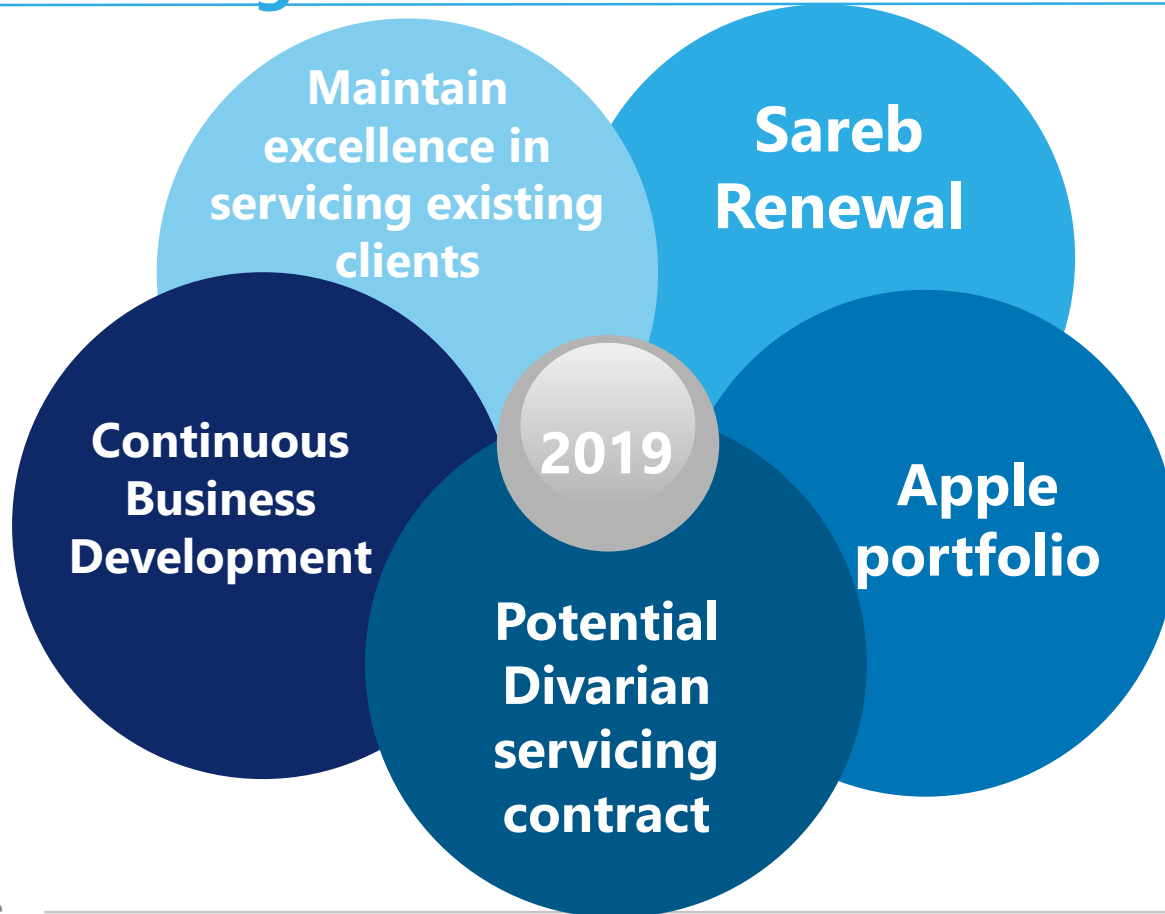 Maintain
excellence in
servicing existing
clients
Sareb
Renewal
Continuous
Business
Development
2019
Apple
portfolio
Potential
Divarian
servicing
contract